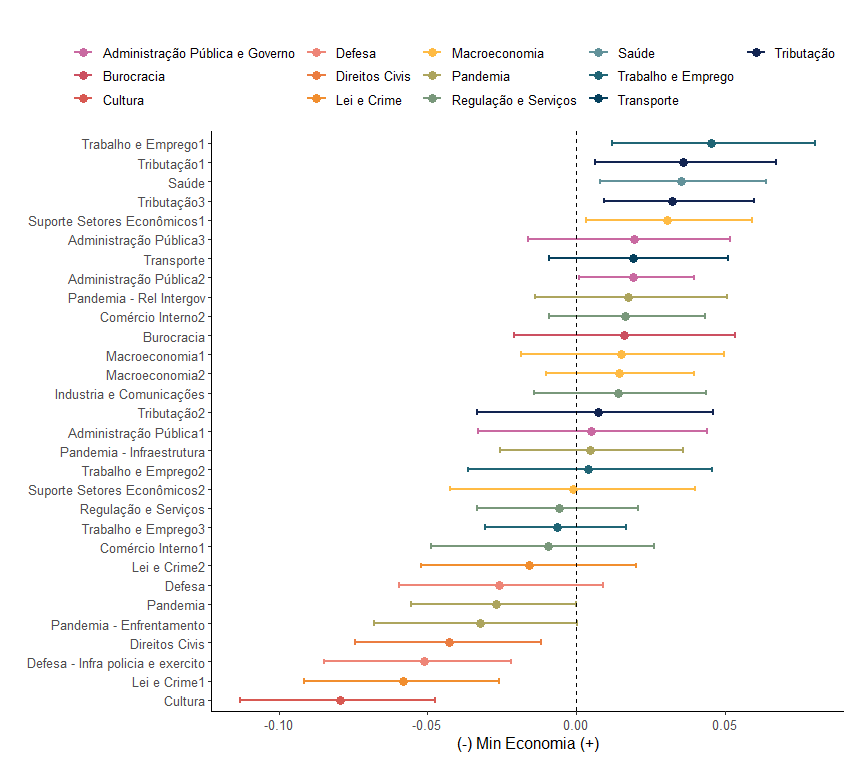 Administração Pública e Governo
Defesa
Macroeconomia
Saúde
Tributação
Burocracia
Direitos Civis
Pandemia
Trabalho e Emprego
Cultura
Lei e Crime
Regulação e Serviços
Transporte
Trabalho e Emprego1
Tributação1
Saúde
Tributação3
Suporte Setores Econômicos1
Administração Pública3
Transporte
Administração Pública2
Pandemia - Rel Intergov
Comércio Interno2
Burocracia
Macroeconomia1
Macroeconomia2
Industria e Comunicações
Tributação2
Administração Pública1
Pandemia - Infraestrutura
Trabalho e Emprego2
Suporte Setores Econômicos2
Regulação e Serviços
Trabalho e Emprego3
Comércio Interno1
Lei e Crime2
Defesa
Pandemia
Pandemia - Enfrentamento
Direitos Civis
Defesa - Infra policia e exercito
Lei e Crime1
Cultura
-0.10 -0.05 0.00 0.05
(-) Min Economia (+)